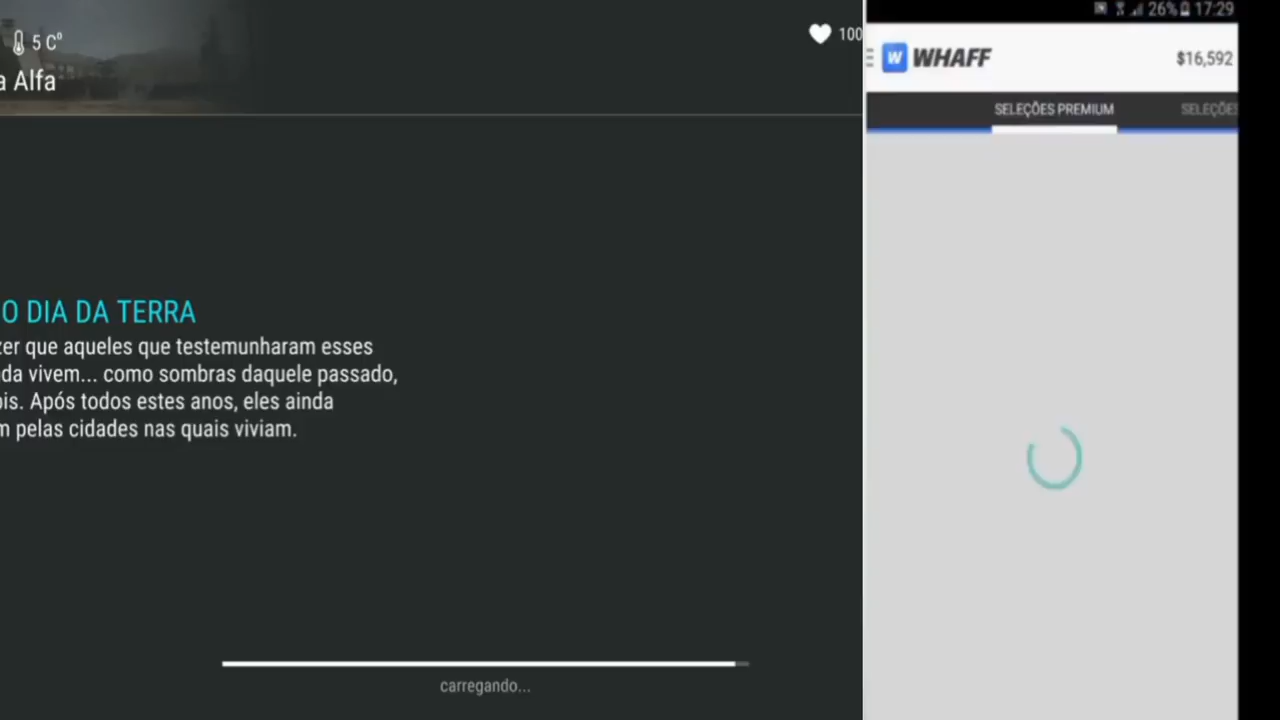 5 C°
a Alfa
100
O DIA DA TERRA
zer que aqueles que testemunharam esses
da vivem... como sombras daquele passado,
ois. Após todos estes anos, eles ainda
m pelas cidades nas quais viviam.
carregando...
26% 17:29
W WHAFF
$16,592
SELEÇÕES PREMIUM
SELEÇÕES